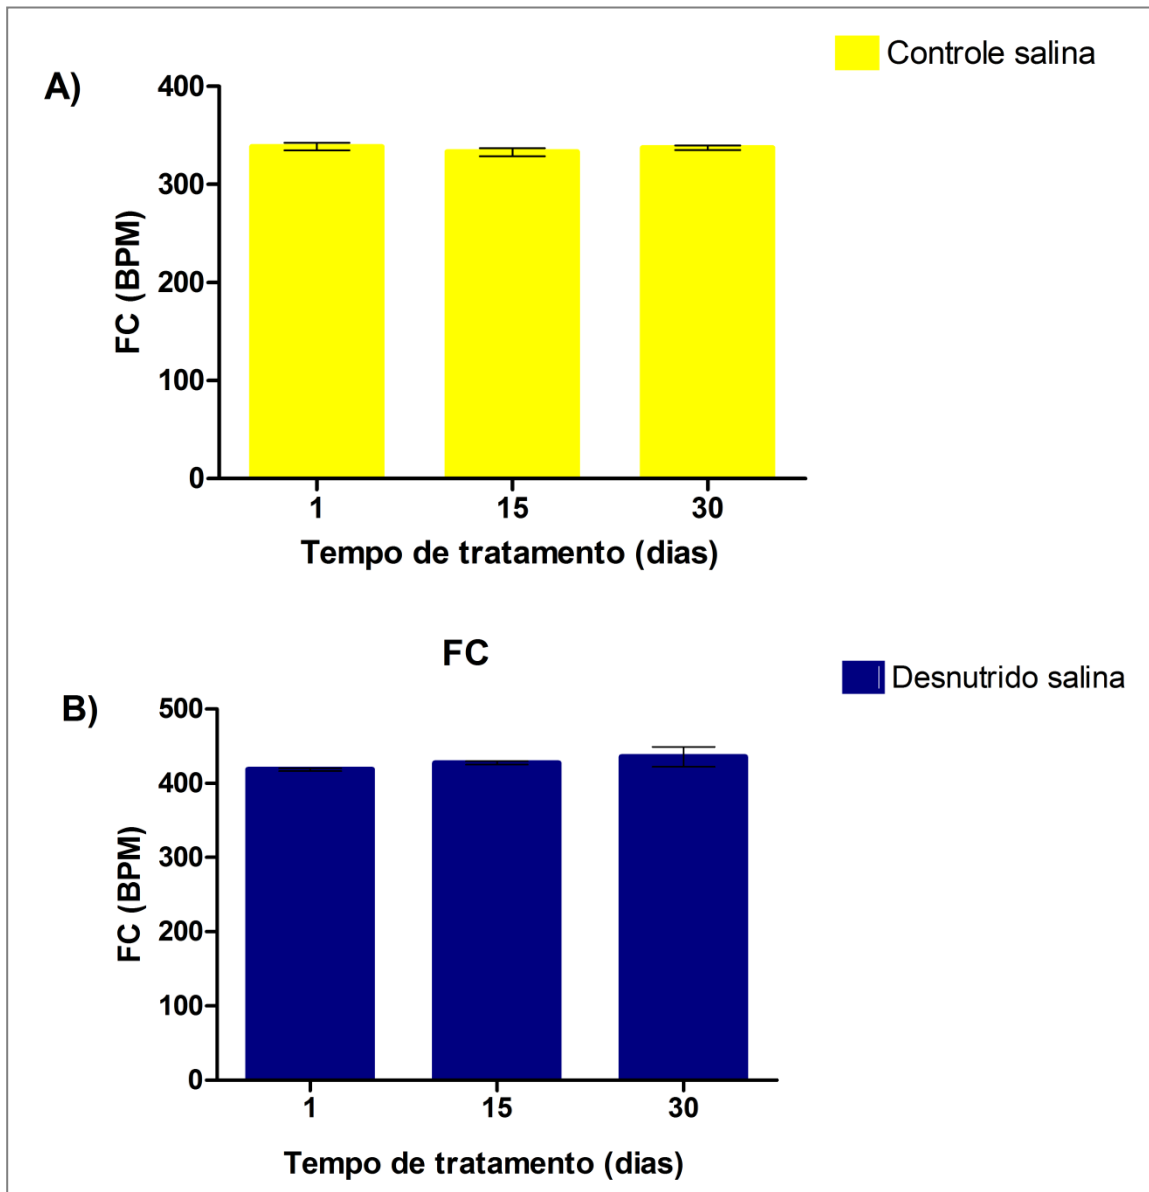 Controle salina
A)
400
300
200
100
0
FC (BPM)
1 15 30
Tempo de tratamento (dias)
FC
Desnutrido salina
B)
500
400
300
200
100
0
FC (BPM)
1 15 30
Tempo de tratamento (dias)